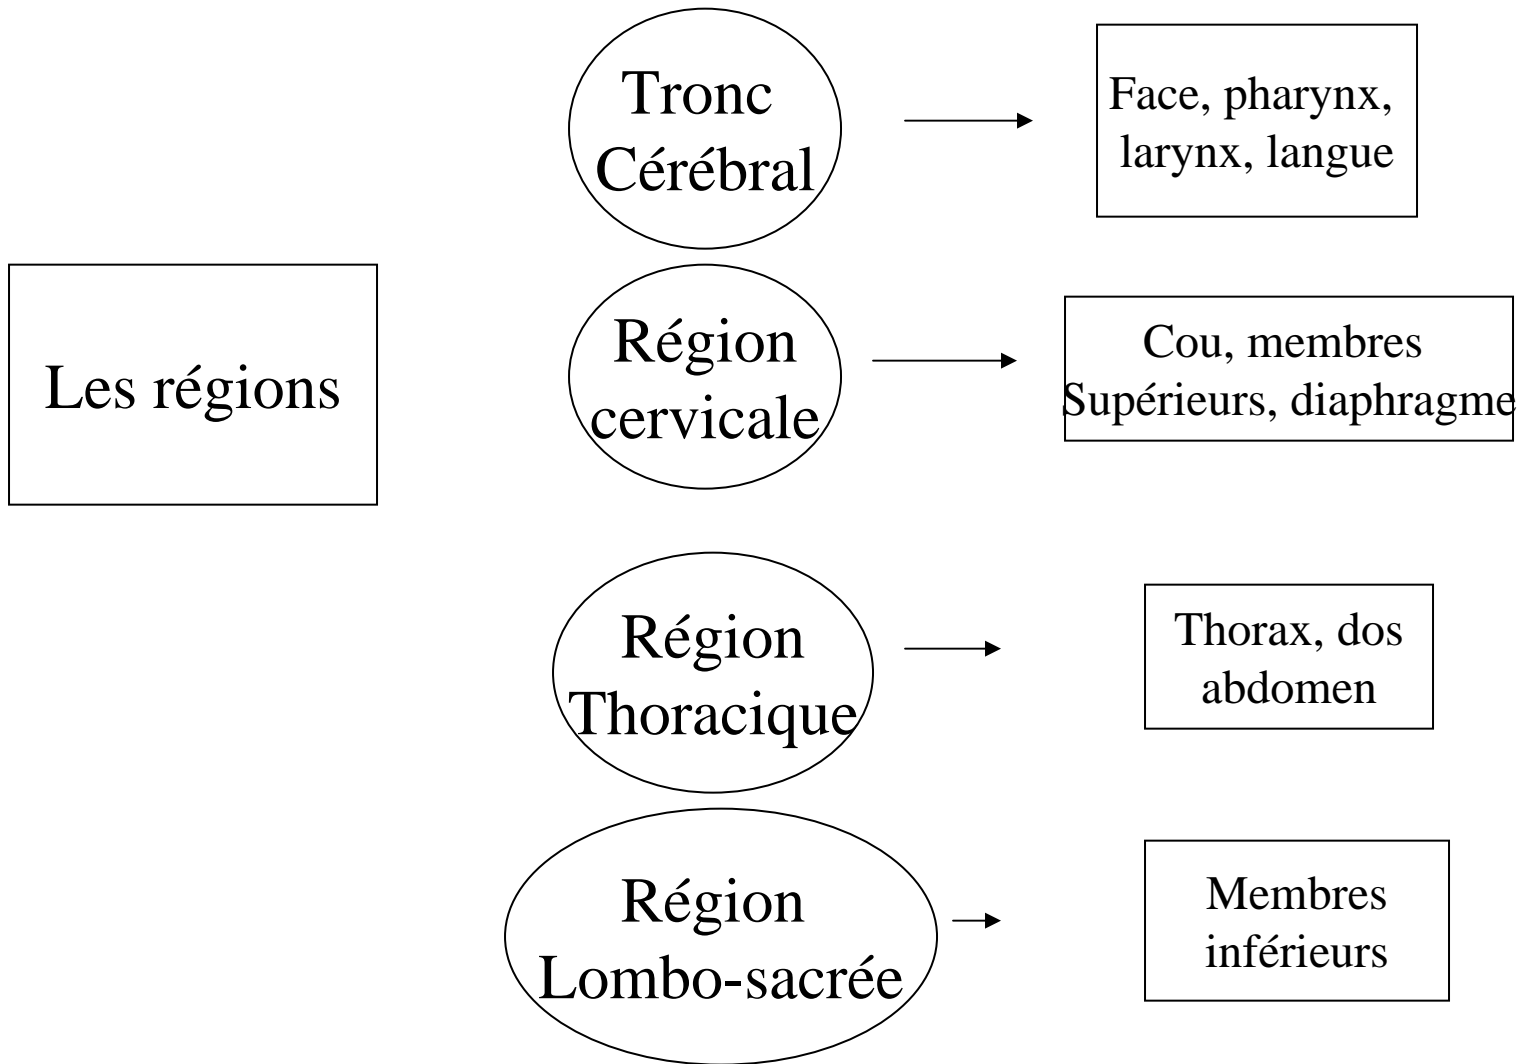 Les régions
Tronc
Cérébral
Face, pharynx,
larynx, langue
Région
cervicale
Cou, membres
Supérieurs, diaphragme
Région
Thoracique
Thorax, dos
abdomen
Région
Lombo-sacrée
Membres
inférieurs